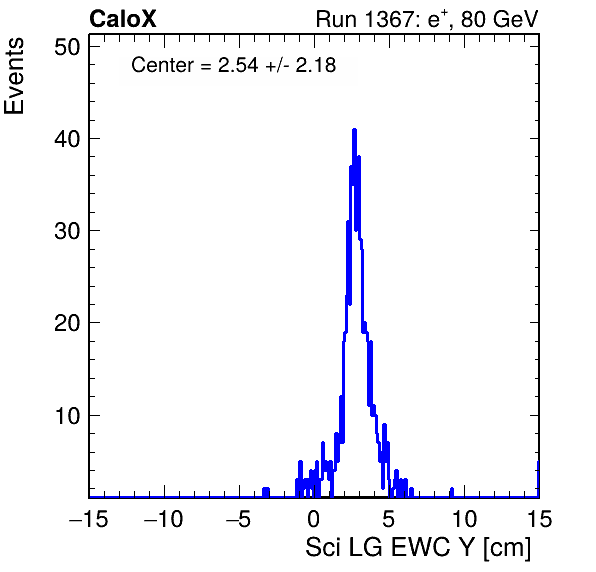 CaloX Run 1367: e⁺, 80 GeV
Center = 2.54 +/- 2.18
Events
50
40
30
20
10
−15 −10 −5 0 5 10 15
Sci LG EWC Y [cm]